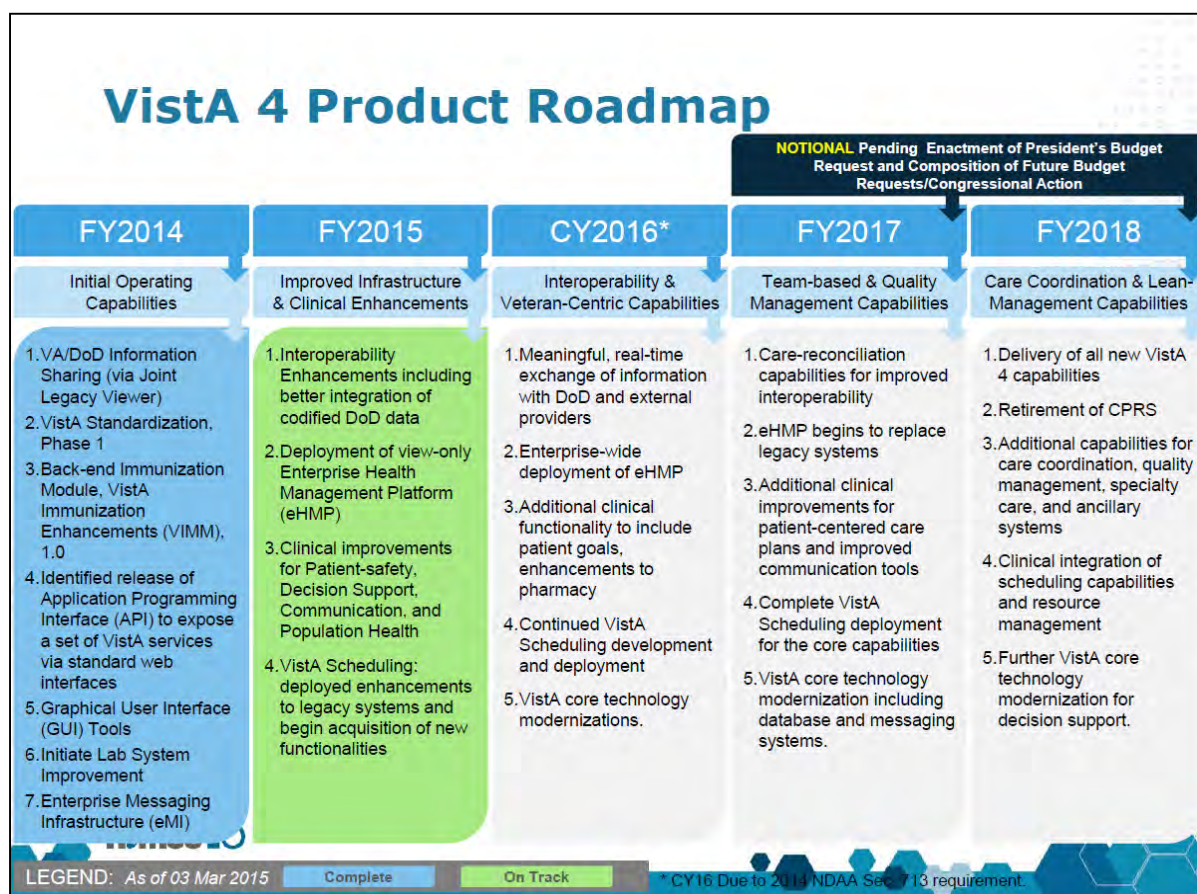 VistA 4 Product Roadmap
NOTIONAL Pending Enactment of President's Budget
Request and Composition of Future Budget
Requests/Congressional Action
FY2014
Initial Operating
Capabilities
1.VA/DoD Information
Sharing (via Joint
Legacy Viewer)
2.VistA Standardization,
Phase 1
3.Back-end Immunization
Module, VistA
Immunization
Enhancements (VIMM),
1.0
4.Identified release of
Application Programming
Interface (API) to expose
a set of VistA services
via standard web
interfaces
5.Graphical User Interface
(GUI) Tools
6.Initiate Lab System
Improvement
7.Enterprise Messaging
Infrastructure (eMI)
FY2015
Improved Infrastructure
& Clinical Enhancements
1.Interoperability
Enhancements including
better integration of
codified DoD data
2.Deployment of view-only
Enterprise Health
Management Platform
(eHMP)
3.Clinical improvements
for Patient-safety,
Decision Support,
Communication, and
Population Health
4.VistA Scheduling:
deployed enhancements
to legacy systems and
begin acquisition of new
functionalities
CY2016*
Interoperability &
Veteran-Centric Capabilities
1.Meaningful, real-time
exchange of information
with DoD and external
providers
2.Enterprise-wide
deployment of eHMP
3.Additional clinical
functionality to include
patient goals,
enhancements to
pharmacy
4.Continued VistA
Scheduling development
and deployment
5.VistA core technology
modernizations.
FY2017
Team-based & Quality
Management Capabilities
1.Care-reconciliation
capabilities for improved
interoperability
2.eHMP begins to replace
legacy systems
3.Additional clinical
improvements for
patient-centered care
plans and improved
communication tools
4.Complete VistA
Scheduling deployment
for the core capabilities
5.VistA core technology
modernization including
database and messaging
systems.
FY2018
Care Coordination & Lean-
Management Capabilities
1.Delivery of all new VistA
4 capabilities
2.Retirement of CPRS
3.Additional capabilities for
care coordination, quality
management, specialty
care, and ancillary
systems
4.Clinical integration of
scheduling capabilities
and resource
management
5.Further VistA core
technology
modernization for
decision support.
LEGEND: As of 03 Mar 2015 Complete On Track
* CY16 Due to 2014 NDAA Sec. 713 requirement.